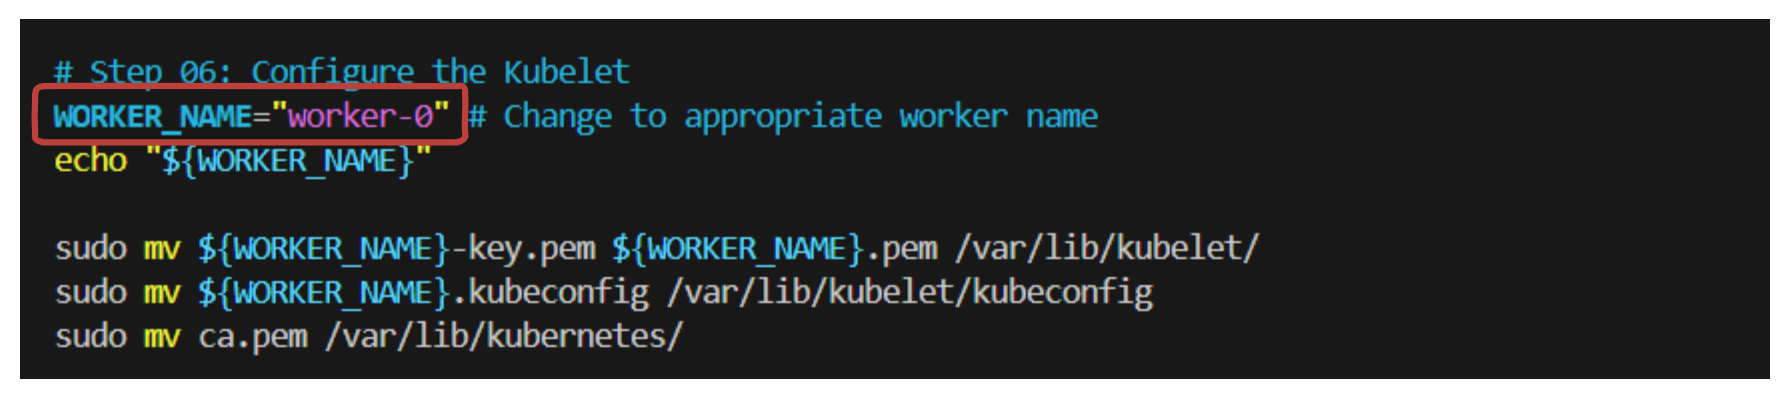 # Step 06: Configure the Kubelet
WORKER_NAME="worker-0" # Change to appropriate worker name
echo "${WORKER_NAME}"
sudo mv ${WORKER_NAME}-key.pem ${WORKER_NAME}.pem /var/lib/kubelet/
sudo mv ${WORKER_NAME}.kubeconfig /var/lib/kubelet/kubeconfig
sudo mv ca.pem /var/lib/kubernetes/